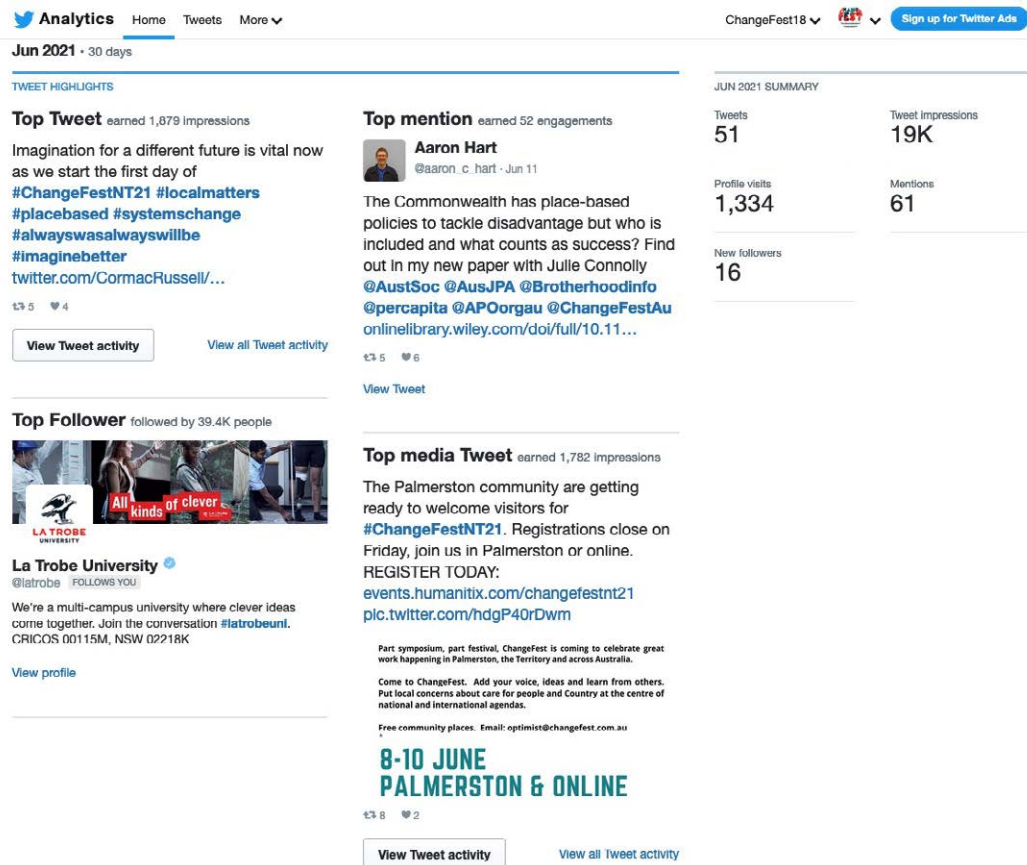 Analytics Home Tweets More
ChangeFest18
Sign up for Twitter Ads
Jun 2021 · 30 days
TWEET HIGHLIGHTS
Top Tweet earned 1,879 impressions
Imagination for a different future is vital now
as we start the first day of
#ChangeFestNT21 #localmatters
#placebased #systemschange
#alwayswasalwayswillbe
#imaginebetter
twitter.com/CormacRussell/…
5 4
View Tweet activity
View all Tweet activity
Top Follower followed by 39.4K people
All kinds of clever
LA TROBE
UNIVERSITY
La Trobe University
@latrobe FOLLOWS YOU
We're a multi-campus university where clever ideas
come together. Join the conversation #latrobeuni.
CRICOS 00115M, NSW 02218K
View profile
Top mention earned 52 engagements
Aaron Hart
@aaron_c_hart · Jun 11
The Commonwealth has place-based
policies to tackle disadvantage but who is
included and what counts as success? Find
out in my new paper with Julie Connolly
@AustSoc @AusJPA @Brotherhoodinfo
@percapita @APOorgau @ChangeFestAu
onlinelibrary.wiley.com/doi/full/10.11…
5 6
View Tweet
Top media Tweet earned 1,782 impressions
The Palmerston community are getting
ready to welcome visitors for
#ChangeFestNT21. Registrations close on
Friday, join us in Palmerston or online.
REGISTER TODAY:
events.humanitix.com/changefestnt21
pic.twitter.com/hdgP40rDwm
Part symposium, part festival, ChangeFest is coming to celebrate great
work happening in Palmerston, the Territory and across Australia.
Come to ChangeFest. Add your voice, ideas and learn from others.
Put local concerns about care for people and Country at the centre of
national and international agendas.
Free community places. Email: optimist@changefest.com.au
8-10 JUNE
PALMERSTON & ONLINE
8 2
View Tweet activity
View all Tweet activity
JUN 2021 SUMMARY
Tweets
51
Tweet impressions
19K
Profile visits
1,334
Mentions
61
New followers
16